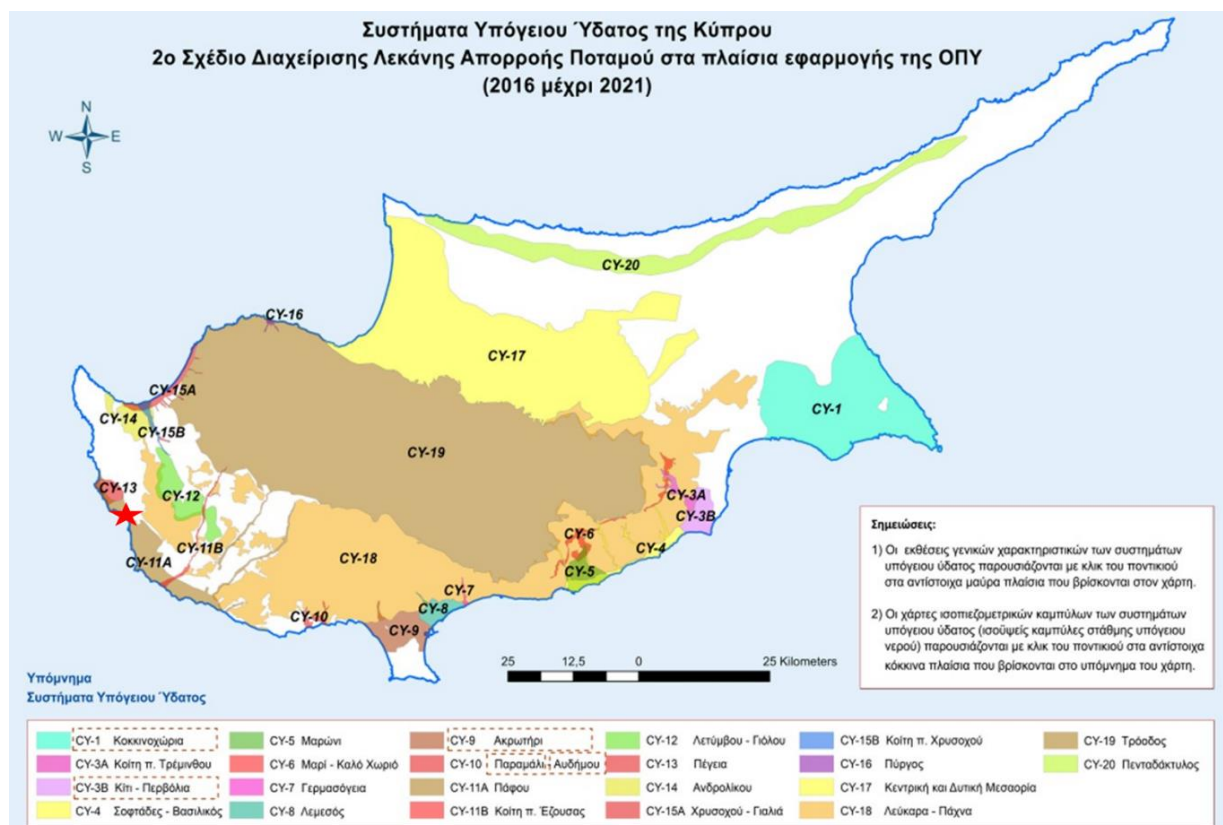 Συστήματα Υπόγειου Ύδατος της Κύπρου
2ο Σχέδιο Διαχείρισης Λεκάνης Απορροής Ποταμού στα πλαίσια εφαρμογής της ΟΠΥ
(2016 μέχρι 2021)
N
W E
S
CY-20
CY-16
CY-17
CY-15A
CY-1
CY-14
CY-15B
CY-19
CY-13
CY-12
CY-3A
CY-3B
CY-6
CY-11B
CY-4
CY-11A
CY-18
CY-5
CY-7
CY-8
CY-10
CY-9
25 12,5 0 25 Kilometers
Σημειώσεις:
1) Οι εκθέσεις γενικών χαρακτηριστικών των συστημάτων
υπόγειου ύδατος παρουσιάζονται με κλικ του ποντικιού
στα αντίστοιχα μαύρα πλαίσια που βρίσκονται στον χάρτη.
2) Οι χάρτες ισοπιεζομετρικών καμπύλων των συστημάτων
υπόγειου ύδατος (ισοϋψείς καμπύλες στάθμης υπόγειου
νερού) παρουσιάζονται με κλικ του ποντικιού στα αντίστοιχα
κόκκινα πλαίσια που βρίσκονται στο υπόμνημα του χάρτη.
Υπόμνημα
Συστήματα Υπόγειου Ύδατος
CY-1 Κοκκινοχώρια
CY-3A Κοίτη π. Τρέμινθου
CY-3B Κίτι - Περβόλια
CY-4 Σοφτάδες - Βασιλικός
CY-5 Μαρώνι
CY-6 Μαρί - Καλό Χωριό
CY-7 Γερμασόγεια
CY-8 Λεμεσός
CY-9 Ακρωτήρι
CY-10 Παραμάλι - Αυδήμου
CY-11A Πάφου
CY-11B Κοίτη π. Έζουσας
CY-12 Λετύμβου - Γιόλου
CY-13 Πέγεια
CY-14 Ανδρολίκου
CY-15A Χρυσοχού - Γιαλιά
CY-15B Κοίτη π. Χρυσοχού
CY-16 Πύργος
CY-17 Κεντρική και Δυτική Μεσαορία
CY-18 Λεύκαρα - Πάχνα
CY-19 Τρόοδος
CY-20 Πενταδάκτυλος